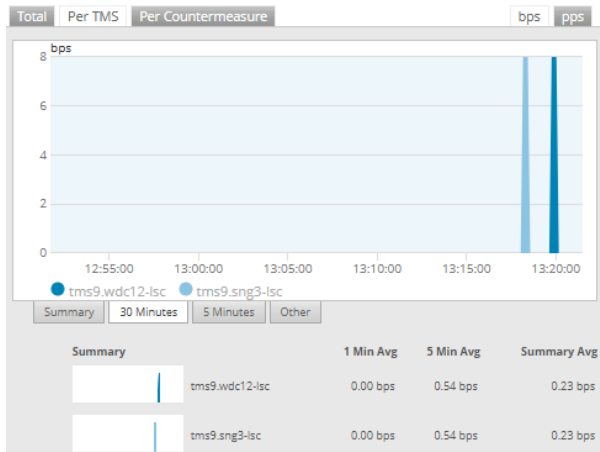 Total Per TMS Per Countermeasure bps pps
bps
8
6
4
2
0
12:55:00 13:00:00 13:05:00 13:10:00 13:15:00 13:20:00
tms9.wdc12-lsc tms9.sng3-lsc
Summary 30 Minutes 5 Minutes Other
Summary 1 Min Avg 5 Min Avg Summary Avg
tms9.wdc12-lsc 0.00 bps 0.54 bps 0.23 bps
tms9.sng3-lsc 0.00 bps 0.54 bps 0.23 bps